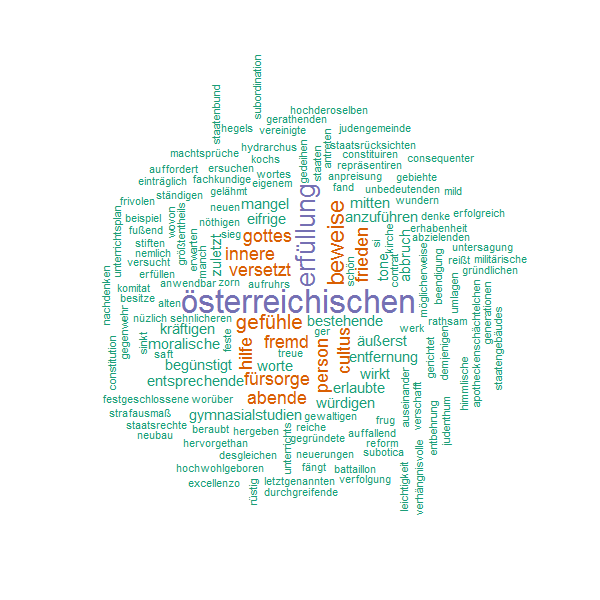 subordination
staatenbund
hochderoselben
gerathenden
hegels
vereinigte
judengemeinde
antreten
hydrarchus
gedeihen
staaten
staatsrücksichten
machtsprüche
kochs
constituiren
consequenter
auffordert
ersuchen
wortes
repräsentiren
einträglich
fachkundige
eigenem
anpreisung
gebiehte
frivolen
ständigen
gelähmt
fand
unbedeutenden
mild
unterrichtsplan
beispiel
wovon
größtentheils
neuen
mangel
erfüllung
beweise
mitten
wundern
fußend
nöthigen
eifrige
anzuführen
denke
erfolgreich
stiften
erwarten
sieg
gottes
frieden
kirche
erhabenheit
nemlich
manch
zuletzt
innere
si
abbruch
abzielenden
versucht
versetzt
schön
tone
contrat
untersagung
erfüllen
anwendbar
zorn
aufruhrs
möglicherweise
beendigung
reißt
militärische
nachdenken
komitat
gründlichen
besitze
alten
österreichischen
umlagen
generationen
constitution
gegenwehr
nüzlich
sehnlicheren
gefühle
bestehende
rathsam
apothekenschächtelchen
staatengebäudes
sinkt
kräftigen
feste
fremd
ger
äußerst
werk
gerichtet
demjenigen
himmlische
moralische
hilfe
treue
person
cultus
entfernung
saft
begünstigt
worte
wirkt
entsprechende
fürsorge
erlaubte
auseinander
verschafft
festgeschlossene
worüber
abende
würdigen
strafausmaß
gymnasialstudien
gewaltigen
staatsrechte
beraubt
hergeben
reiche
frug
entbehrung
judenthum
neubau
gegründete
auffallend
hervorgethan
unterrichts
reform
desgleichen
neuerungen
subotica
verhängnisvolle
hochwohlgeboren
fängt
battaillon
leichtigkeit
excellenzo
rüstig
letztgenannten
verfolgung
durchgreifende